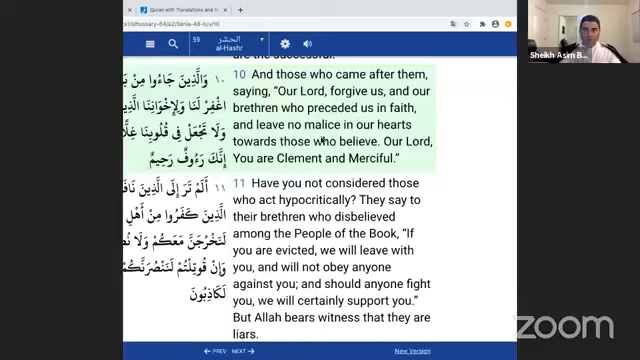 Quran with Translations and R
a1/alhussary-64/a2/itania-48-b/v/10
59
الحشر
al-Hashr
are the successful.
١٠ وَالَّذِينَ جَاءُوا مِنْ
اغْفِرْ لَنَا وَلِإِخْوَانِنَا
وَلَا تَجْعَلْ فِي قُلُوبِنَا غِلًّا
إِنَّكَ رَءُوفٌ رَحِيمٌ
10 And those who came after them,
saying, “Our Lord, forgive us, and our
brethren who preceded us in faith,
and leave no malice in our hearts
towards those who believe. Our Lord,
You are Clement and Merciful.”
١١ أَلَمْ تَرَ إِلَى الَّذِينَ
الَّذِينَ كَفَرُوا مِنْ أَهْلِ
لَنَخْرُجَنَّ مَعَكُمْ وَلَا
وَإِنْ قُوتِلْتُمْ لَنَنْصُرَنَّكُمْ
لَكَاذِبُونَ
11 Have you not considered those
who act hypocritically? They say to
their brethren who disbelieved
among the People of the Book, “If
you are evicted, we will leave with
you, and will not obey anyone
against you; and should anyone fight
you, we will certainly support you.”
But Allah bears witness that they are
liars.
PREV NEXT
New Version
Sheikh Asim B...
zoom